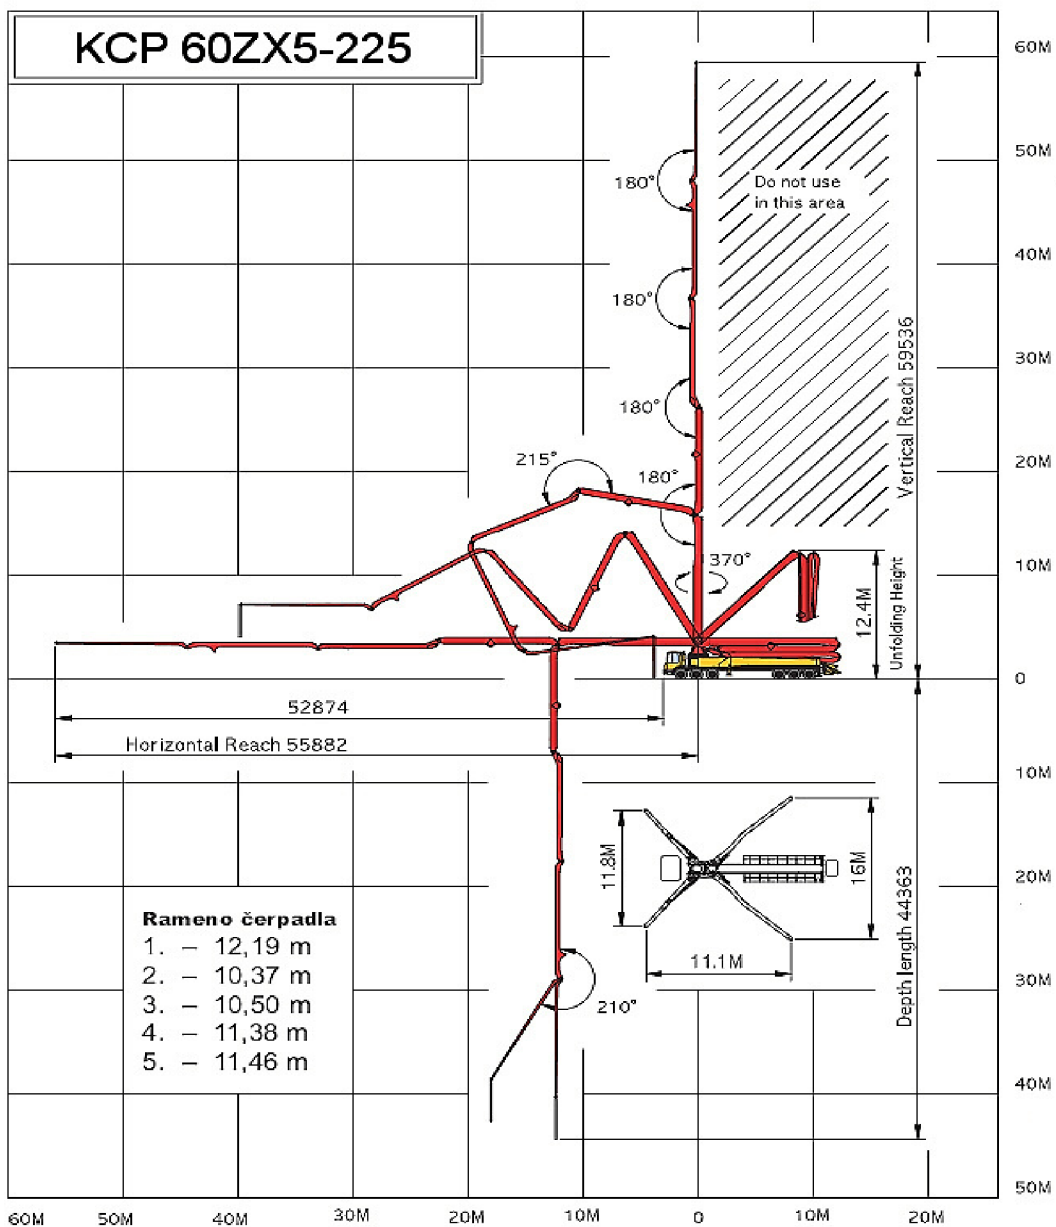 KCP 60ZX5-225
60M
50M
180°
Do not use
in this area
40M
180°
Vertical Reach 59536
30M
180°
215°
180°
20M
370°
10M
12.4M
Unfolding Height
0
52874
Horizontal Reach 55882
10M
11.8M
16M
20M
Rameno čerpadla
1. – 12,19 m
2. – 10,37 m
3. – 10,50 m
4. – 11,38 m
5. – 11,46 m
11.1M
Depth length 44363
30M
210°
40M
50M
60M 50M 40M 30M 20M 10M 0 10M 20M